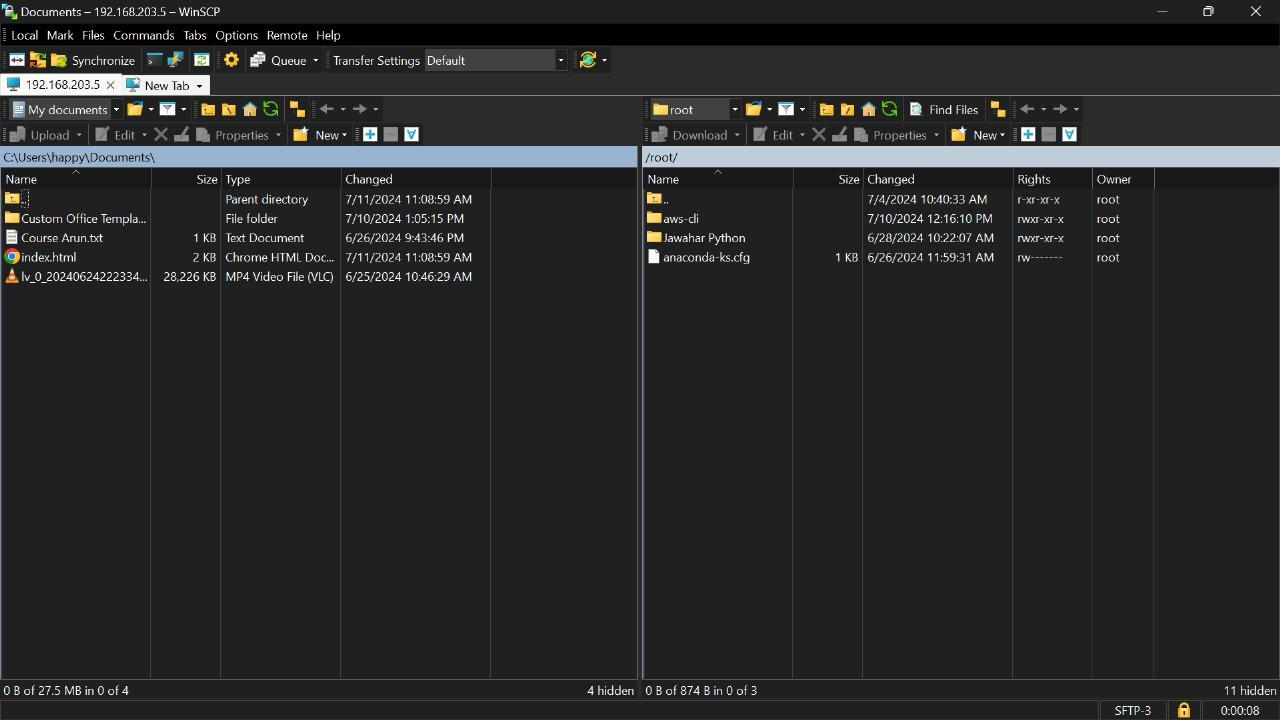 Documents – 192.168.203.5 – WinSCP
Local Mark Files Commands Tabs Options Remote Help
Synchronize Queue Transfer Settings Default
192.168.203.5 New Tab
My documents
Upload Edit Properties New
C:\Users\happy\Documents\
Name Size Type Changed
.. Parent directory 7/11/2024 11:08:59 AM
Custom Office Templa... File folder 7/10/2024 1:05:15 PM
Course Arun.txt 1 KB Text Document 6/26/2024 9:43:46 PM
index.html 2 KB Chrome HTML Doc... 7/11/2024 11:08:59 AM
lv_0_20240624222334... 28,226 KB MP4 Video File (VLC) 6/25/2024 10:46:29 AM
0 B of 27.5 MB in 0 of 4 4 hidden
root Find Files
Download Edit Properties New
/root/
Name Size Changed Rights Owner
.. 7/4/2024 10:40:33 AM r-xr-xr-x root
aws-cli 7/10/2024 12:16:10 PM rwxr-xr-x root
Jawahar Python 6/28/2024 10:22:07 AM rwxr-xr-x root
anaconda-ks.cfg 1 KB 6/26/2024 11:59:31 AM rw------- root
0 B of 874 B in 0 of 3 11 hidden
SFTP-3 0:00:08